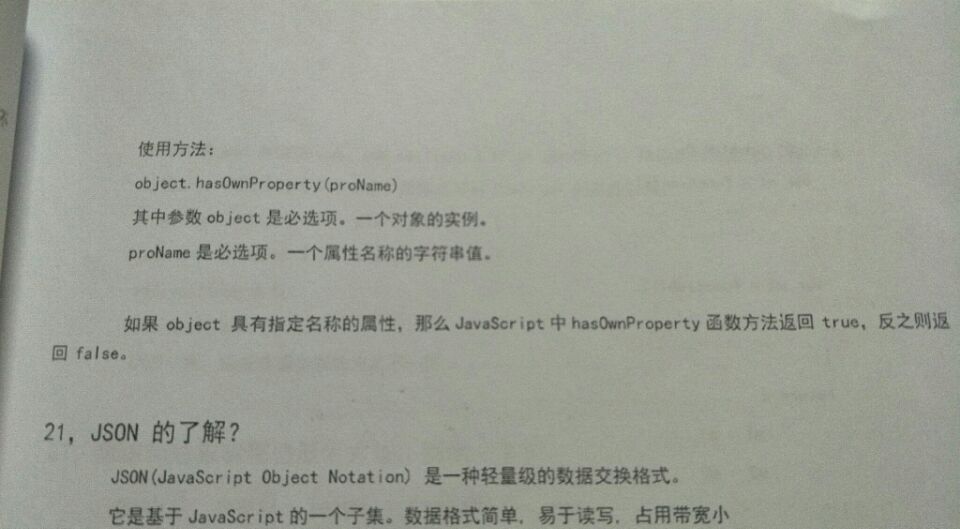 使用方法：
object.hasOwnProperty(proName)
其中参数 object 是必选项。一个对象的实例。
proName 是必选项。一个属性名称的字符串值。
如果 object 具有指定名称的属性，那么 JavaScript 中 hasOwnProperty 函数方法返回 true，反之则返
回 false。
21，JSON 的了解？
JSON(JavaScript Object Notation) 是一种轻量级的数据交换格式。
它是基于 JavaScript 的一个子集。数据格式简单，易于读写，占用带宽小